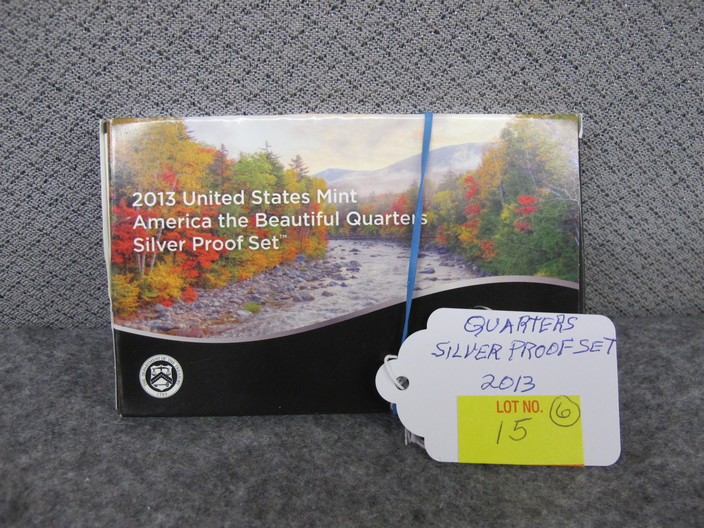 2013 United States Mint
America the Beautiful Quarters
Silver Proof Set™
QUARTERS
SILVER PROOF SET
2013
LOT NO. 6
15